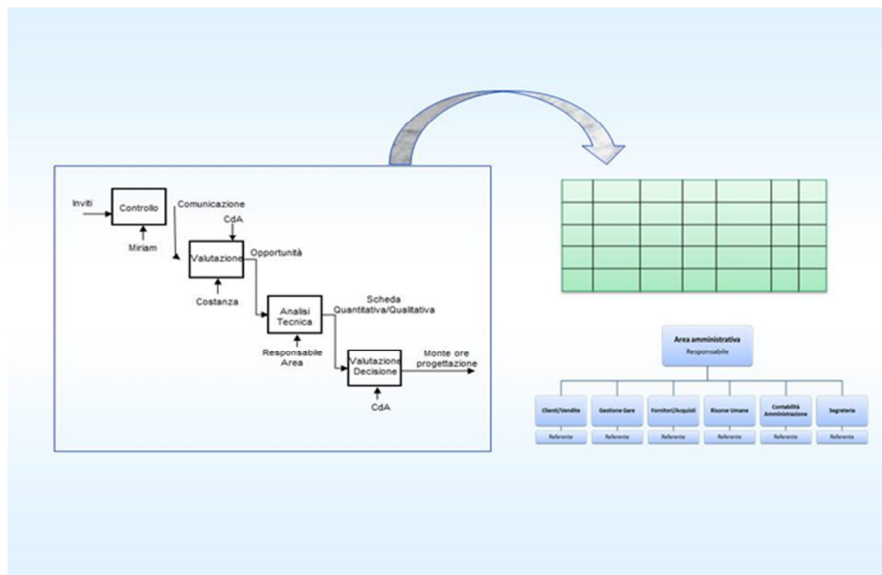 Inviti
Controllo
Miriam
Comunicazione
CdA
Valutazione
Costanza
Opportunità
Analisi
Tecnica
Responsabile
Area
Scheda
Quantitativa/Qualitativa
Valutazione
Decisione
CdA
Monte ore
progettazione
Area amministrativa
Responsabile
Clienti/Vendite
Referente
Gestione Gare
Referente
Fornitori/Acquisti
Referente
Risorse Umane
Referente
Contabilità
Amministrazione
Referente
Segreteria
Referente